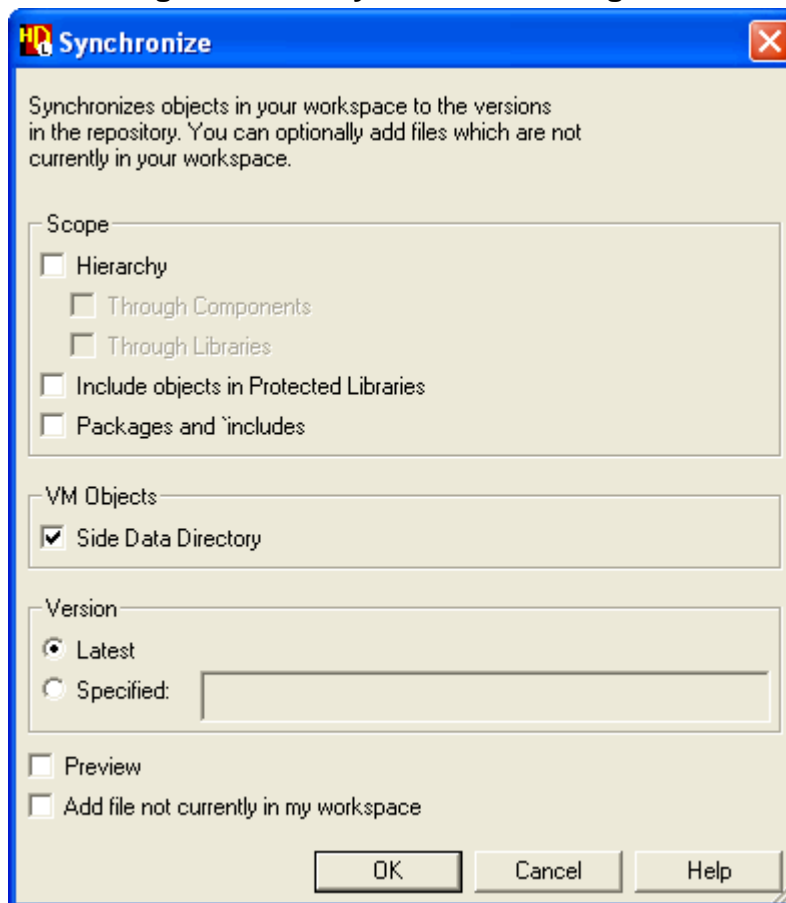 Synchronize
Synchronizes objects in your workspace to the versions
in the repository. You can optionally add files which are not
currently in your workspace.
Scope
Hierarchy
Through Components
Through Libraries
Include objects in Protected Libraries
Packages and `includes
VM Objects
Side Data Directory
Version
Latest
Specified:
Preview
Add file not currently in my workspace
OK Cancel Help